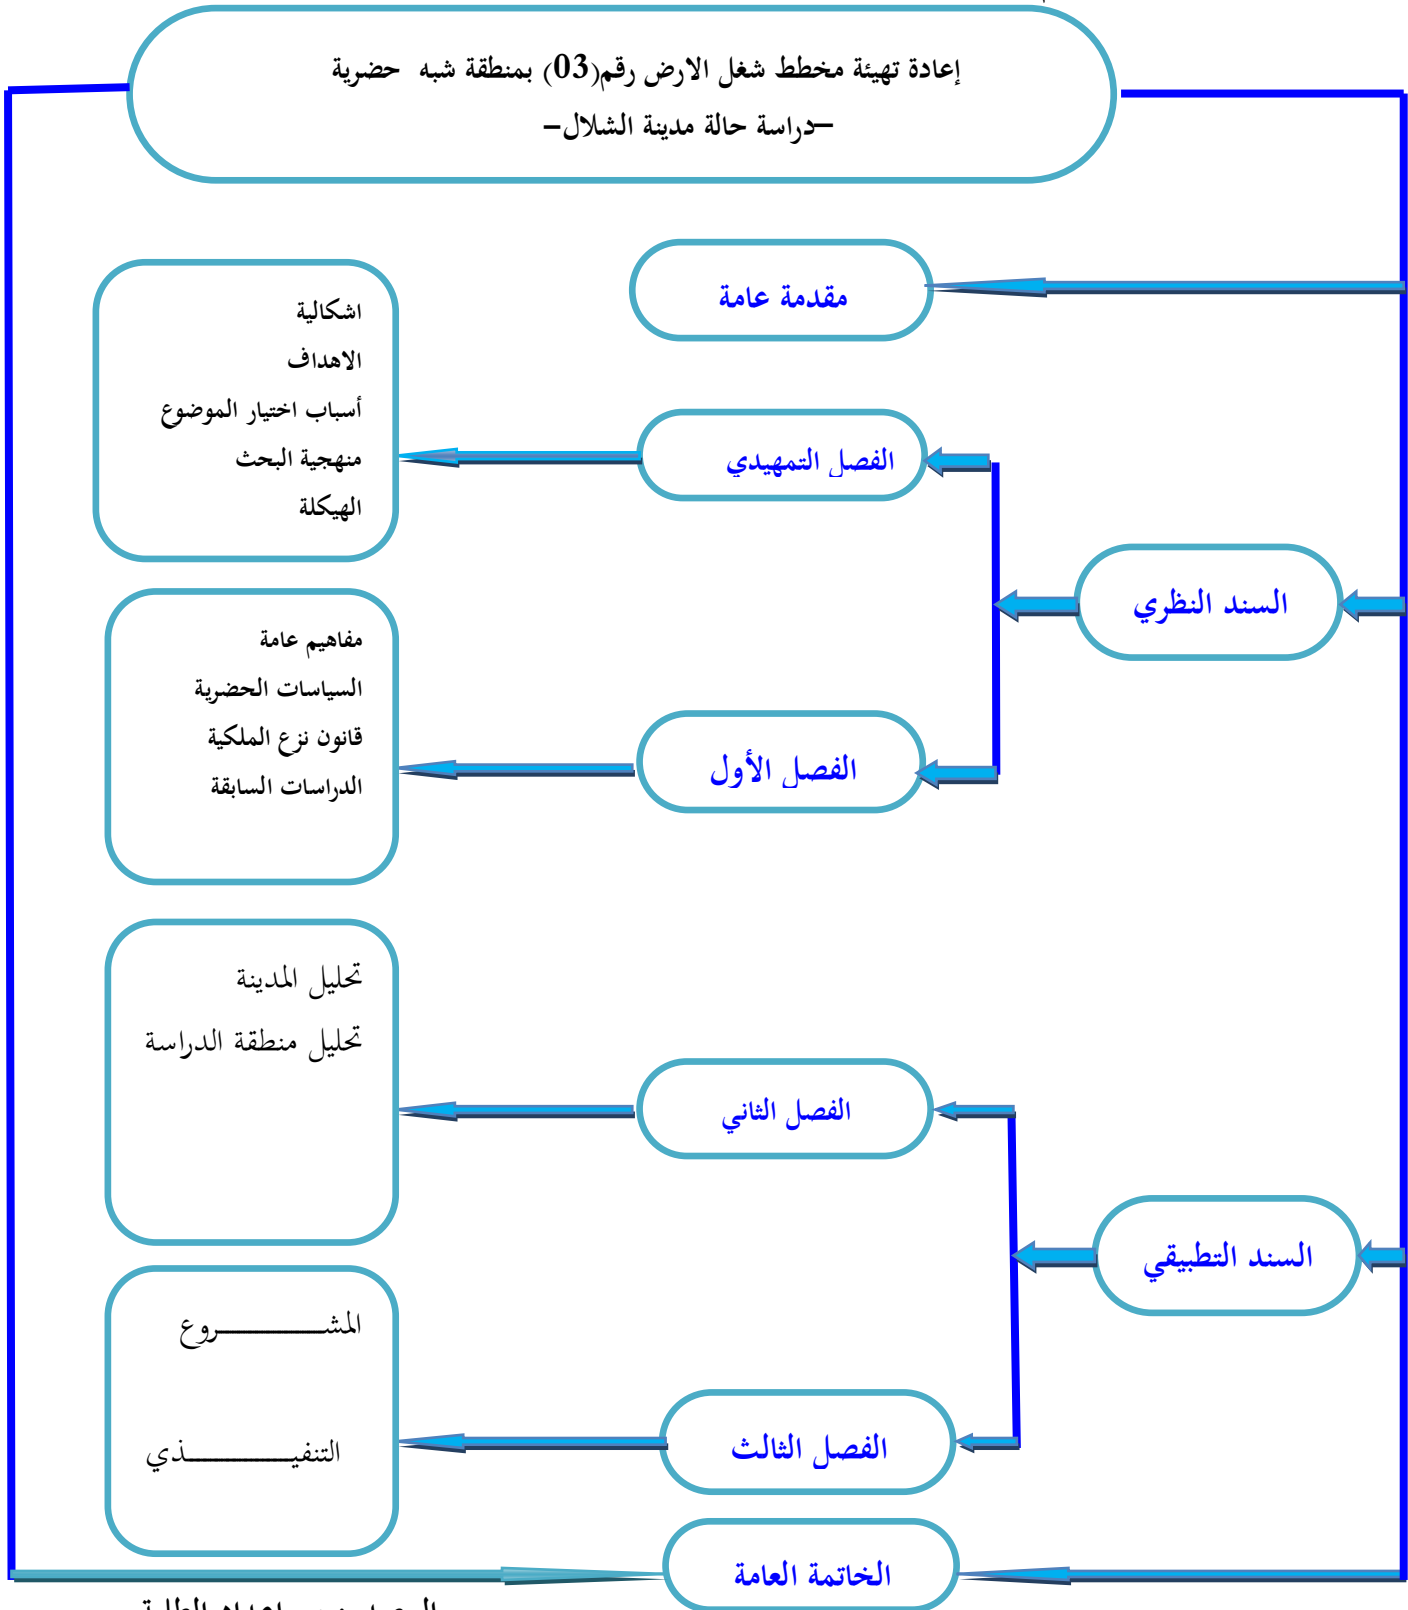 إعادة تهيئة مخطط شغل الارض رقم(03) بمنطقة شبه حضرية
–دراسة حالة مدينة الشلال–
مقدمة عامة
السند النظري
الفصل التمهيدي
اشكالية
الاهداف
أسباب اختيار الموضوع
منهجية البحث
الهيكلة
الفصل الأول
مفاهيم عامة
السياسات الحضرية
قانون نزع الملكية
الدراسات السابقة
السند التطبيقي
الفصل الثاني
تحليل المدينة
تحليل منطقة الدراسة
الفصل الثالث
المشـــــــــــــروع
التنفيـــــــــــــذي
الخاتمة العامة